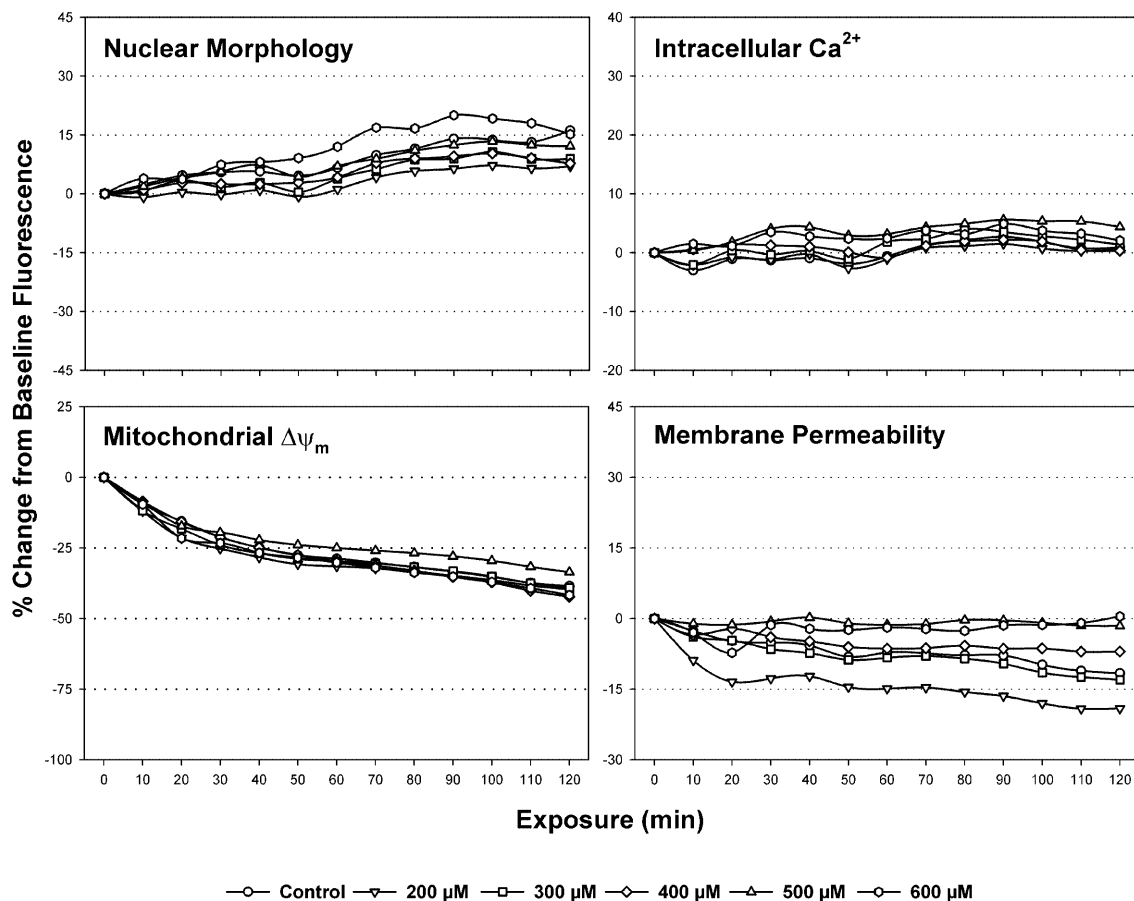 % Change from Baseline Fluorescence
Nuclear Morphology
45
30
15
0
-15
-30
-45
Intracellular Ca2+
40
30
20
10
0
-10
-20
Mitochondrial Δψm
25
0
-25
-50
-75
-100
0 10 20 30 40 50 60 70 80 90 100 110 120
Membrane Permeability
45
30
15
0
-15
-30
0 10 20 30 40 50 60 70 80 90 100 110 120
Exposure (min)
Control 200 µM 300 µM 400 µM 500 µM 600 µM